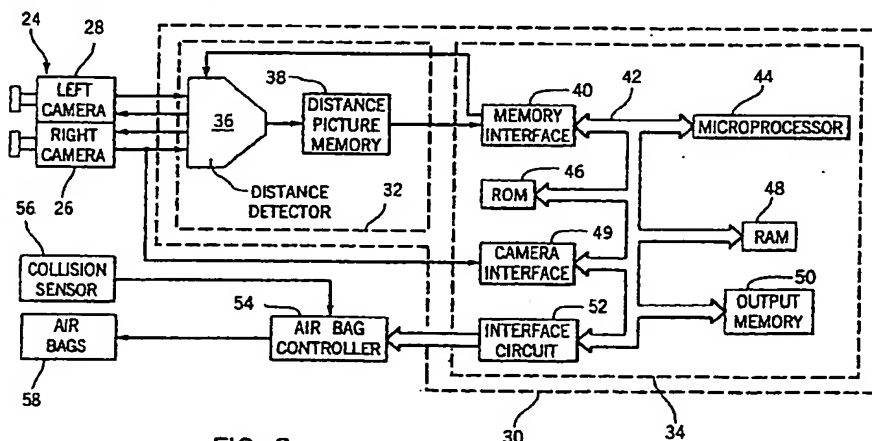 24
28
LEFT
CAMERA
RIGHT
CAMERA
26
36
DISTANCE
DETECTOR
38
DISTANCE
PICTURE
MEMORY
32
40
MEMORY
INTERFACE
42
44
MICROPROCESSOR
46
ROM
48
RAM
49
CAMERA
INTERFACE
50
OUTPUT
MEMORY
52
INTERFACE
CIRCUIT
54
AIR BAG
CONTROLLER
56
COLLISION
SENSOR
AIR
BAGS
58
30
34